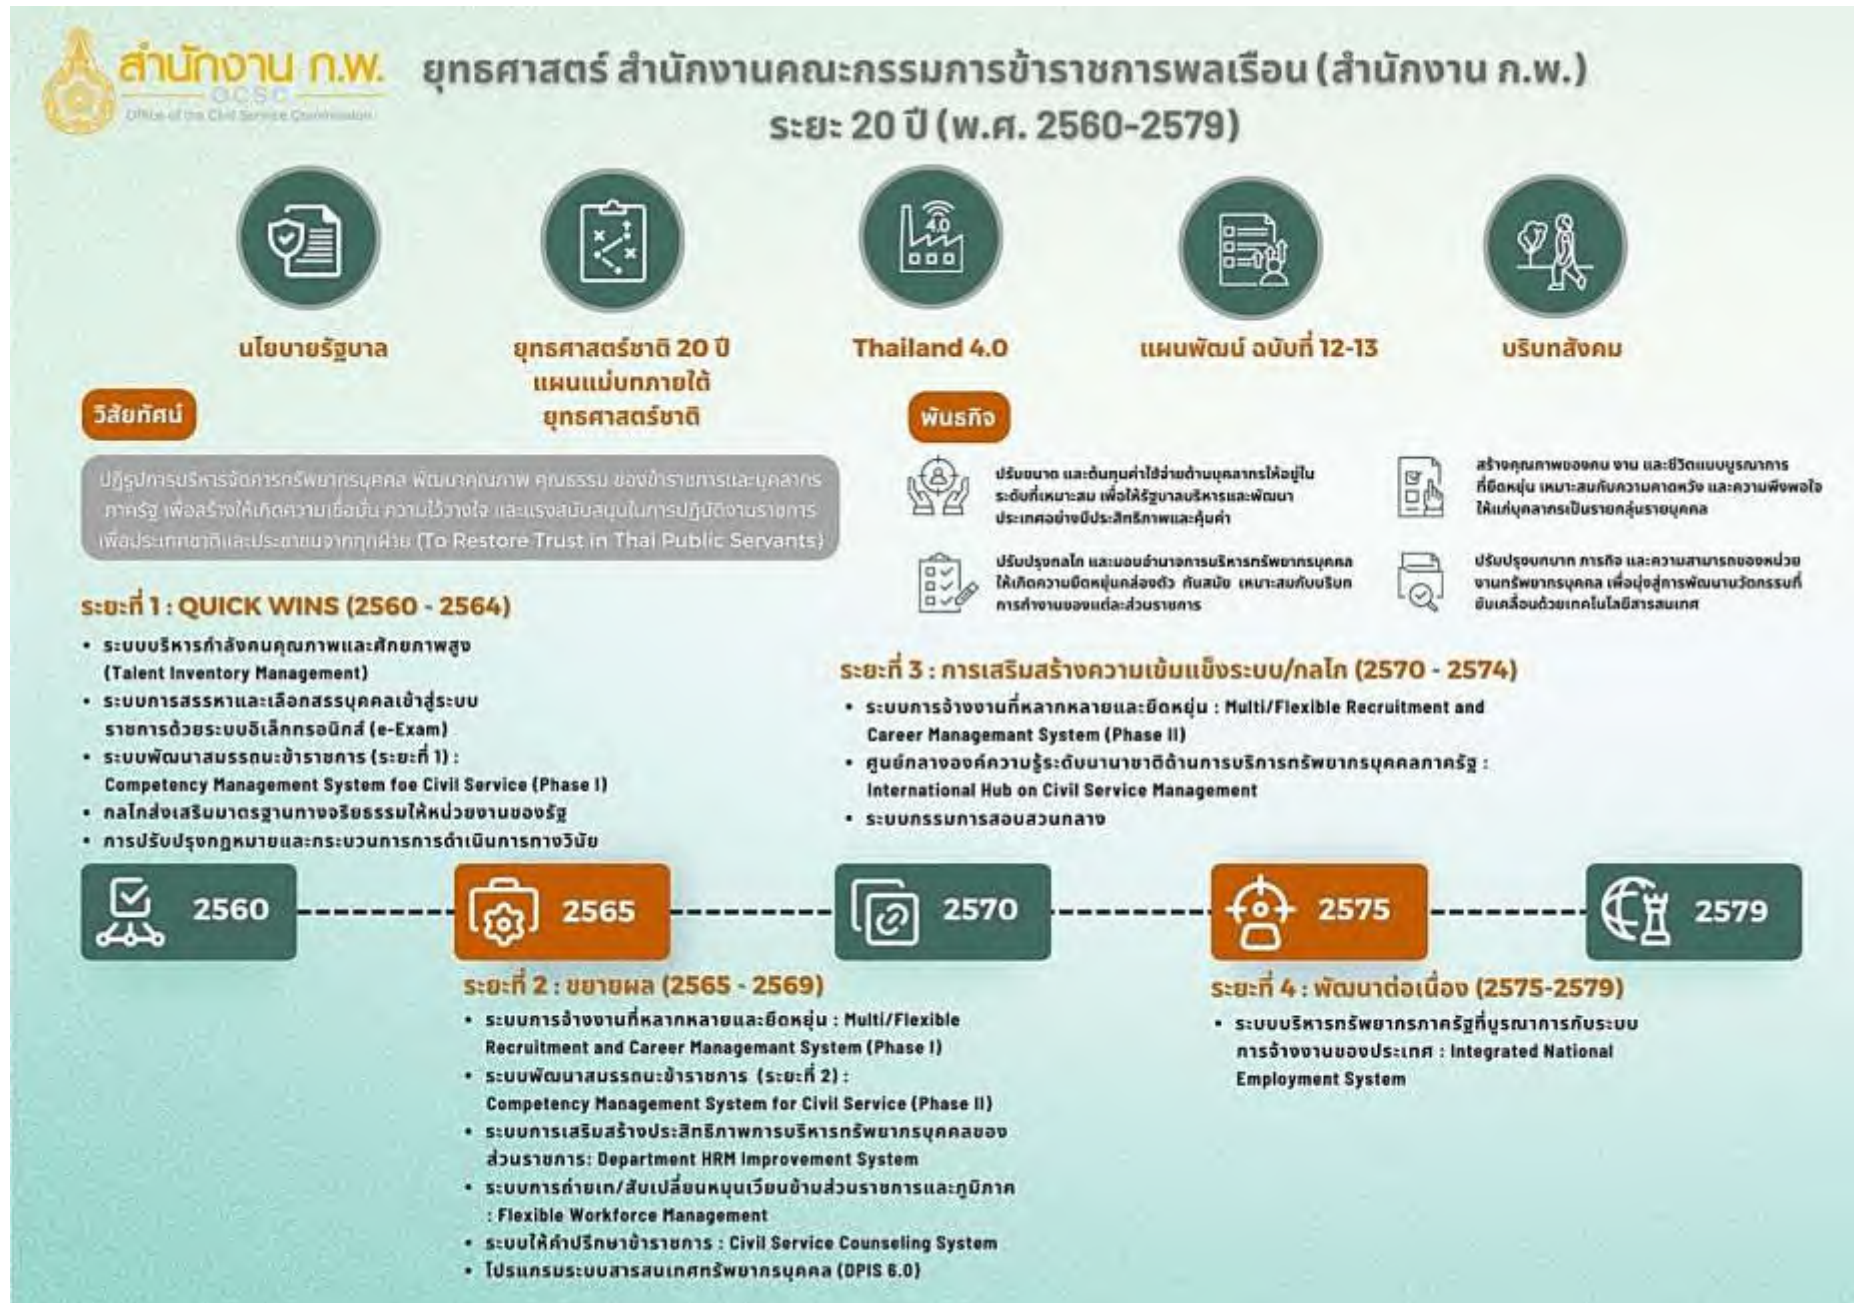 สำนักงาน ก.พ.
OCSC
Office of the Civil Service Commission
ยุทธศาสตร์ สำนักงานคณะกรรมการข้าราชการพลเรือน (สำนักงาน ก.พ.)
ระยะ 20 ปี (พ.ศ. 2560-2579)
4.0
นโยบายรัฐบาล
ยุทธศาสตร์ชาติ 20 ปี
แผนแม่บทภายใต้
ยุทธศาสตร์ชาติ
Thailand 4.0
แผนพัฒน์ ฉบับที่ 12-13
บริบทสังคม
วิสัยทัศน์
ปฏิรูปการบริหารจัดการทรัพยากรบุคคล พัฒนาคุณภาพ คุณธรรม ของข้าราชการและบุคลากร
ภาครัฐ เพื่อสร้างให้เกิดความเชื่อมั่น ความไว้วางใจ และแรงสนับสนุนในการปฏิบัติงานราชการ
เพื่อประเทศชาติและประชาชนจากทุกฝ่าย (To Restore Trust in Thai Public Servants)
พันธกิจ
ปรับขนาด และต้นทุนค่าใช้จ่ายด้านบุคลากรให้อยู่ใน
ระดับที่เหมาะสม เพื่อให้รัฐบาลบริหารและพัฒนา
ประเทศอย่างมีประสิทธิภาพและคุ้มค่า
สร้างคุณภาพของคน งาน และชีวิตแบบบูรณาการ
ที่ยืดหยุ่น เหมาะสมกับความคาดหวัง และความพึงพอใจ
ให้แก่บุคลากรเป็นรายกลุ่มรายบุคคล
ปรับปรุงกลไก และมอบอำนาจการบริหารทรัพยากรบุคคล
ให้เกิดความยืดหยุ่นคล่องตัว ทันสมัย เหมาะสมกับบริบท
การทำงานของแต่ละส่วนราชการ
ปรับปรุงบทบาท ภารกิจ และความสามารถของหน่วย
งานทรัพยากรบุคคล เพื่อมุ่งสู่การพัฒนานวัตกรรมที่
ขับเคลื่อนด้วยเทคโนโลยีสารสนเทศ
ระยะที่ 1 : QUICK WINS (2560 - 2564)
• ระบบบริหารกำลังคนคุณภาพและศักยภาพสูง
(Talent Inventory Management)
• ระบบการสรรหาและเลือกสรรบุคคลเข้าสู่ระบบ
ราชการด้วยระบบอิเล็กทรอนิกส์ (e-Exam)
• ระบบพัฒนาสมรรถนะข้าราชการ (ระยะที่ 1) :
Competency Management System foe Civil Service (Phase I)
• กลไกส่งเสริมมาตรฐานทางจริยธรรมให้หน่วยงานของรัฐ
• การปรับปรุงกฎหมายและกระบวนการการดำเนินการทางวินัย
ระยะที่ 3 : การเสริมสร้างความเข้มแข็งระบบ/กลไก (2570 - 2574)
• ระบบการจ้างงานที่หลากหลายและยืดหยุ่น : Multi/Flexible Recruitment and
Career Managemant System (Phase II)
• ศูนย์กลางองค์ความรู้ระดับนานาชาติด้านการบริการทรัพยากรบุคคลภาครัฐ :
International Hub on Civil Service Management
• ระบบกรรมการสอบสวนกลาง
2560
2565
2570
2575
2579
ระยะที่ 2 : ขยายผล (2565 - 2569)
• ระบบการจ้างงานที่หลากหลายและยืดหยุ่น : Multi/Flexible
Recruitment and Career Managemant System (Phase I)
• ระบบพัฒนาสมรรถนะข้าราชการ (ระยะที่ 2) :
Competency Management System for Civil Service (Phase II)
• ระบบการเสริมสร้างประสิทธิภาพการบริหารทรัพยากรบุคคลของ
ส่วนราชการ: Department HRM Improvement System
• ระบบการถ่ายเท/สับเปลี่ยนหมุนเวียนข้ามส่วนราชการและภูมิภาค
: Flexible Workforce Management
• ระบบให้คำปรึกษาข้าราชการ : Civil Service Counseling System
• โปรแกรมระบบสารสนเทศทรัพยากรบุคคล (DPIS 6.0)
ระยะที่ 4 : พัฒนาต่อเนื่อง (2575-2579)
• ระบบบริหารทรัพยากรภาครัฐที่บูรณาการกับระบบ
การจ้างงานของประเทศ : Integrated National
Employment System